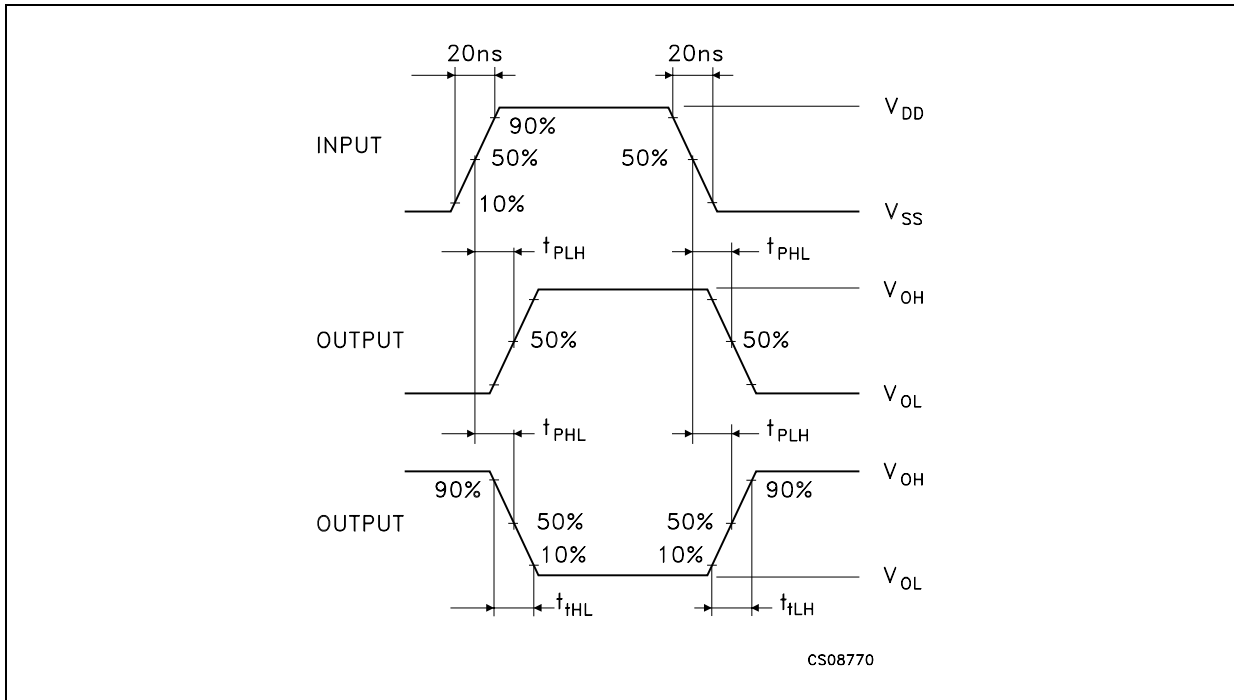 20ns 20ns
V_DD
90%
INPUT 50% 50%
10%
V_SS
t_PLH t_PHL
V_OH
OUTPUT 50% 50%
V_OL
t_PHL t_PLH
V_OH
90% 90%
OUTPUT 50% 50%
10% 10%
V_OL
t_tHL t_tLH
CS08770